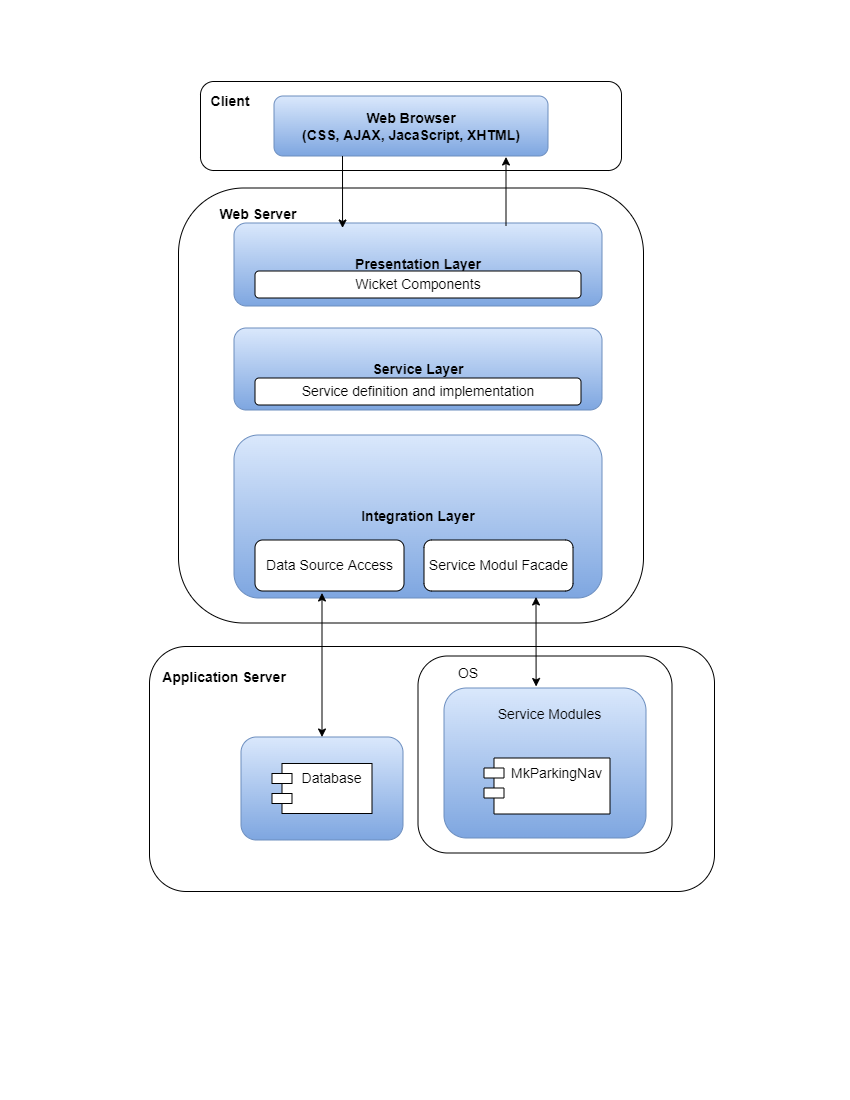 Client
Web Browser
(CSS, AJAX, JacaScript, XHTML)
Web Server
Presentation Layer
Wicket Components
Service Layer
Service definition and implementation
Integration Layer
Data Source Access
Service Modul Facade
Application Server
OS
Service Modules
Database
MkParkingNav